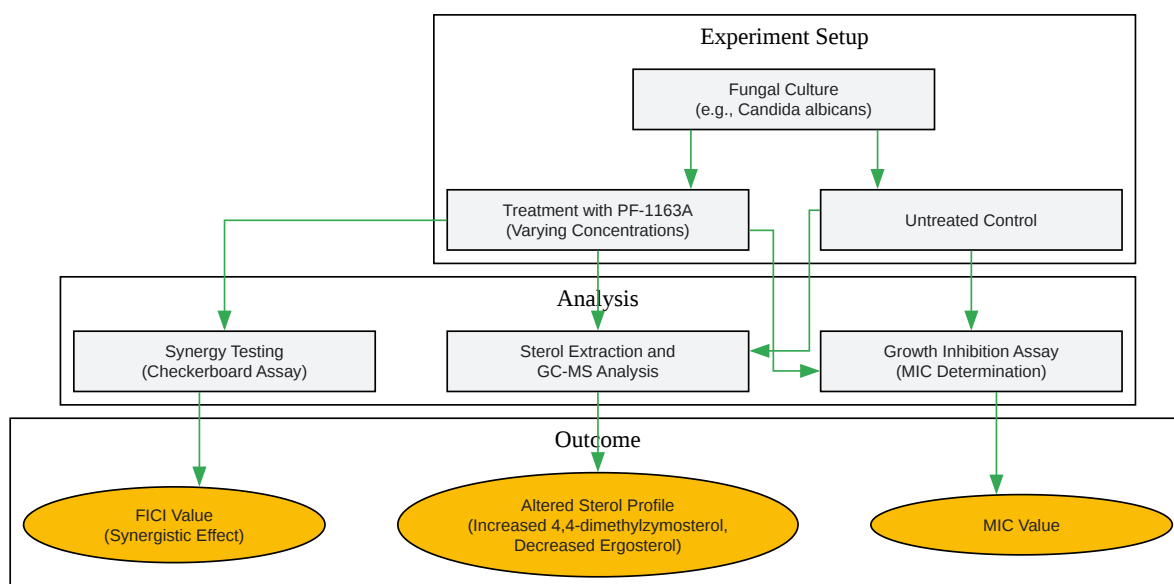 Experiment Setup
Fungal Culture
(e.g., Candida albicans)
Treatment with PF-1163A
(Varying Concentrations)
Untreated Control
Analysis
Synergy Testing
(Checkerboard Assay)
Sterol Extraction and
GC-MS Analysis
Growth Inhibition Assay
(MIC Determination)
Outcome
FICI Value
(Synergistic Effect)
Altered Sterol Profile
(Increased 4,4-dimethylzymosterol,
Decreased Ergosterol)
MIC Value